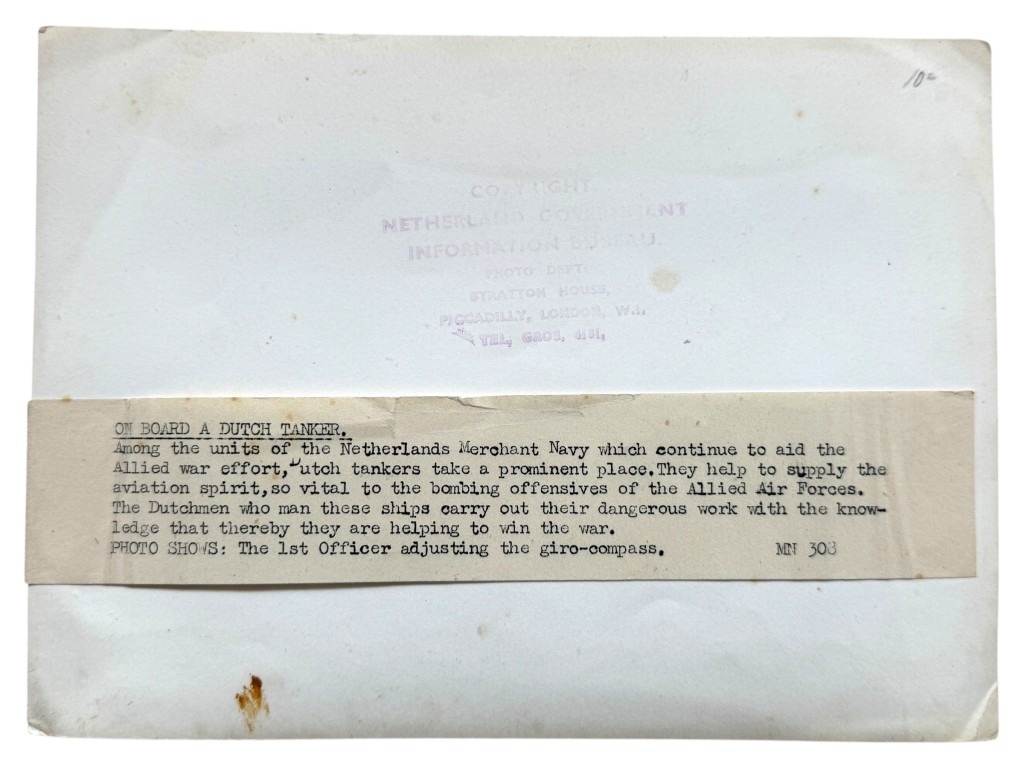 10=
COPYRIGHT
NETHERLAND GOVERNMENT
INFORMATION BUREAU.
PHOTO DEPT:
STRATTON HOUSE,
PICCADILLY, LONDON, W.1.
TEL, GROS, 4151,
ON BOARD A DUTCH TANKER.
Among the units of the Netherlands Merchant Navy which continue to aid the
Allied war effort,Dutch tankers take a prominent place.They help to supply the
aviation spirit,so vital to the bombing offensives of the Allied Air Forces.
The Dutchmen who man these ships carry out their dangerous work with the know-
ledge that thereby they are helping to win the war.
PHOTO SHOWS: The 1st Officer adjusting the giro-compass. MN 308